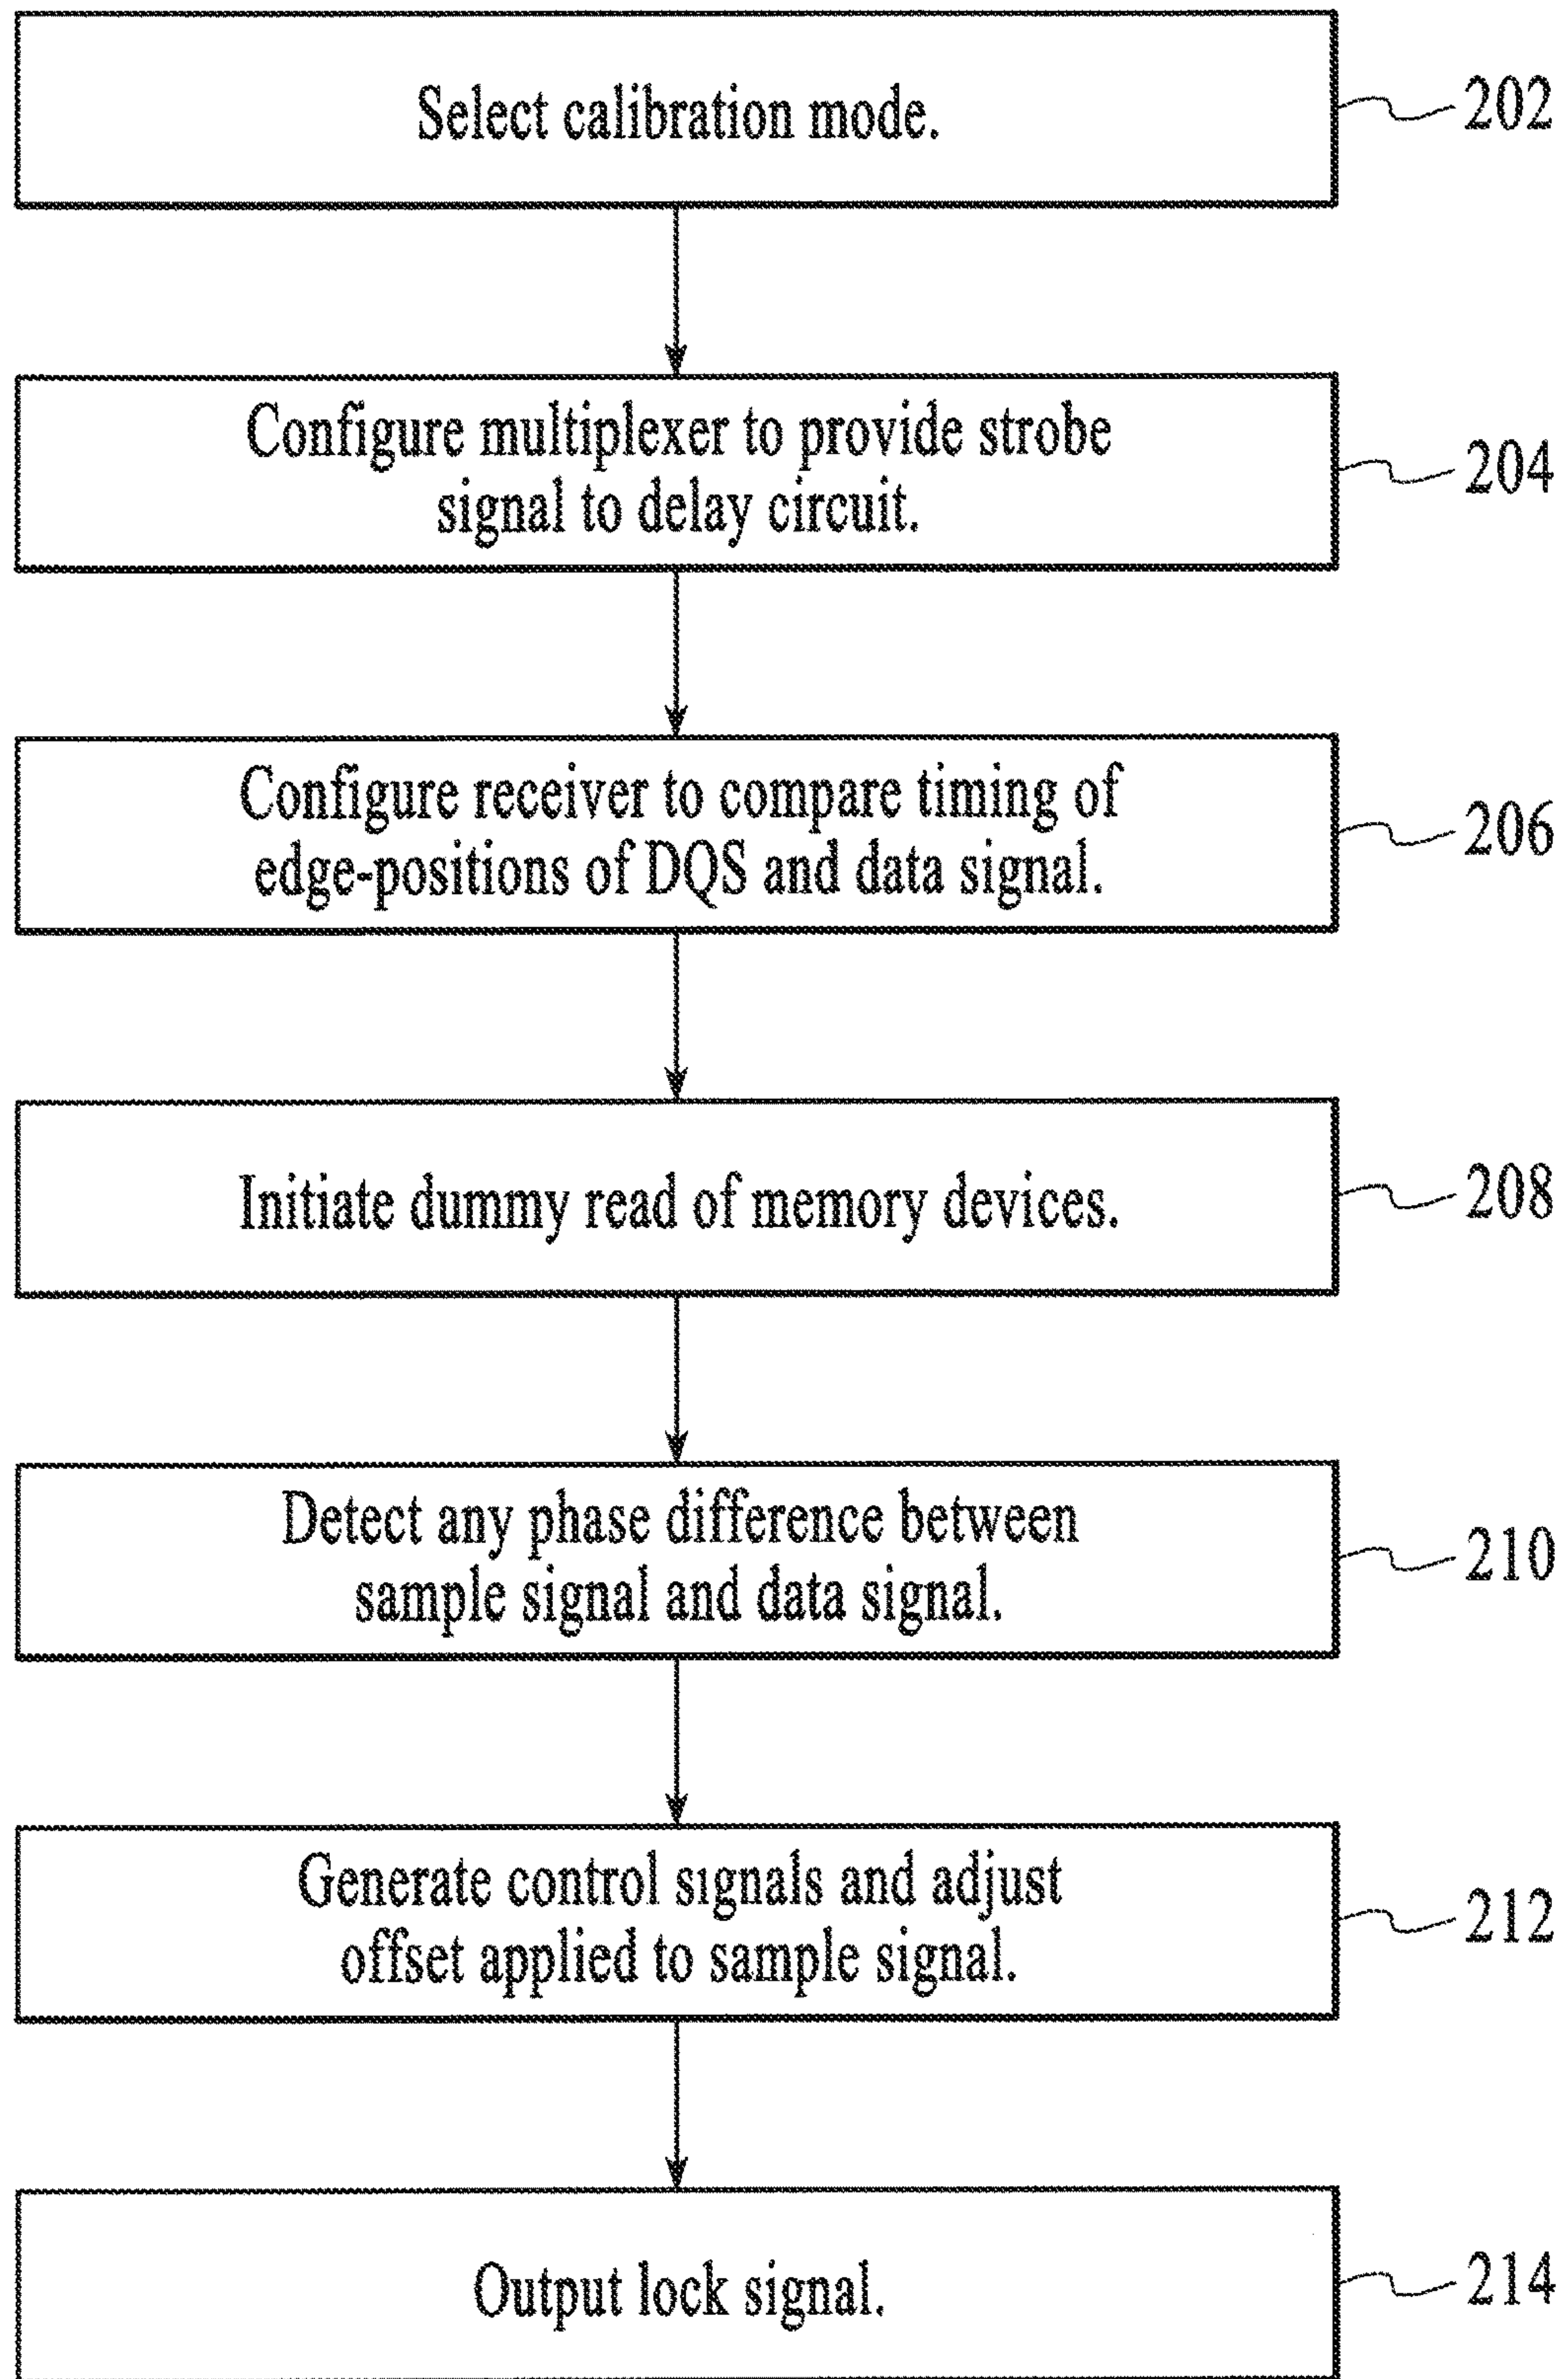 Select calibration mode.
202
Configure multiplexer to provide strobe
signal to delay circuit.
204
Configure receiver to compare timing of
edge-positions of DQS and data signal.
206
Initiate dummy read of memory devices.
208
Detect any phase difference between
sample signal and data signal.
210
Generate control signals and adjust
offset applied to sample signal.
212
Output lock signal.
214